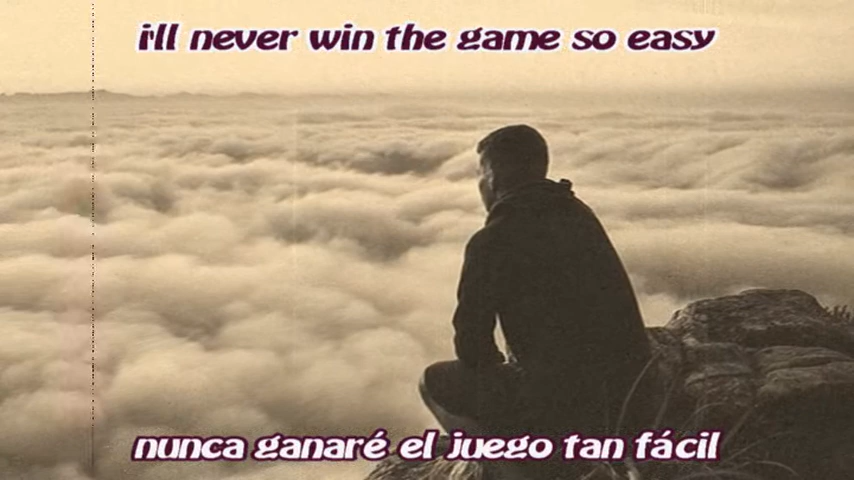 i'll never win the game so easy
nunca ganaré el juego tan fácil